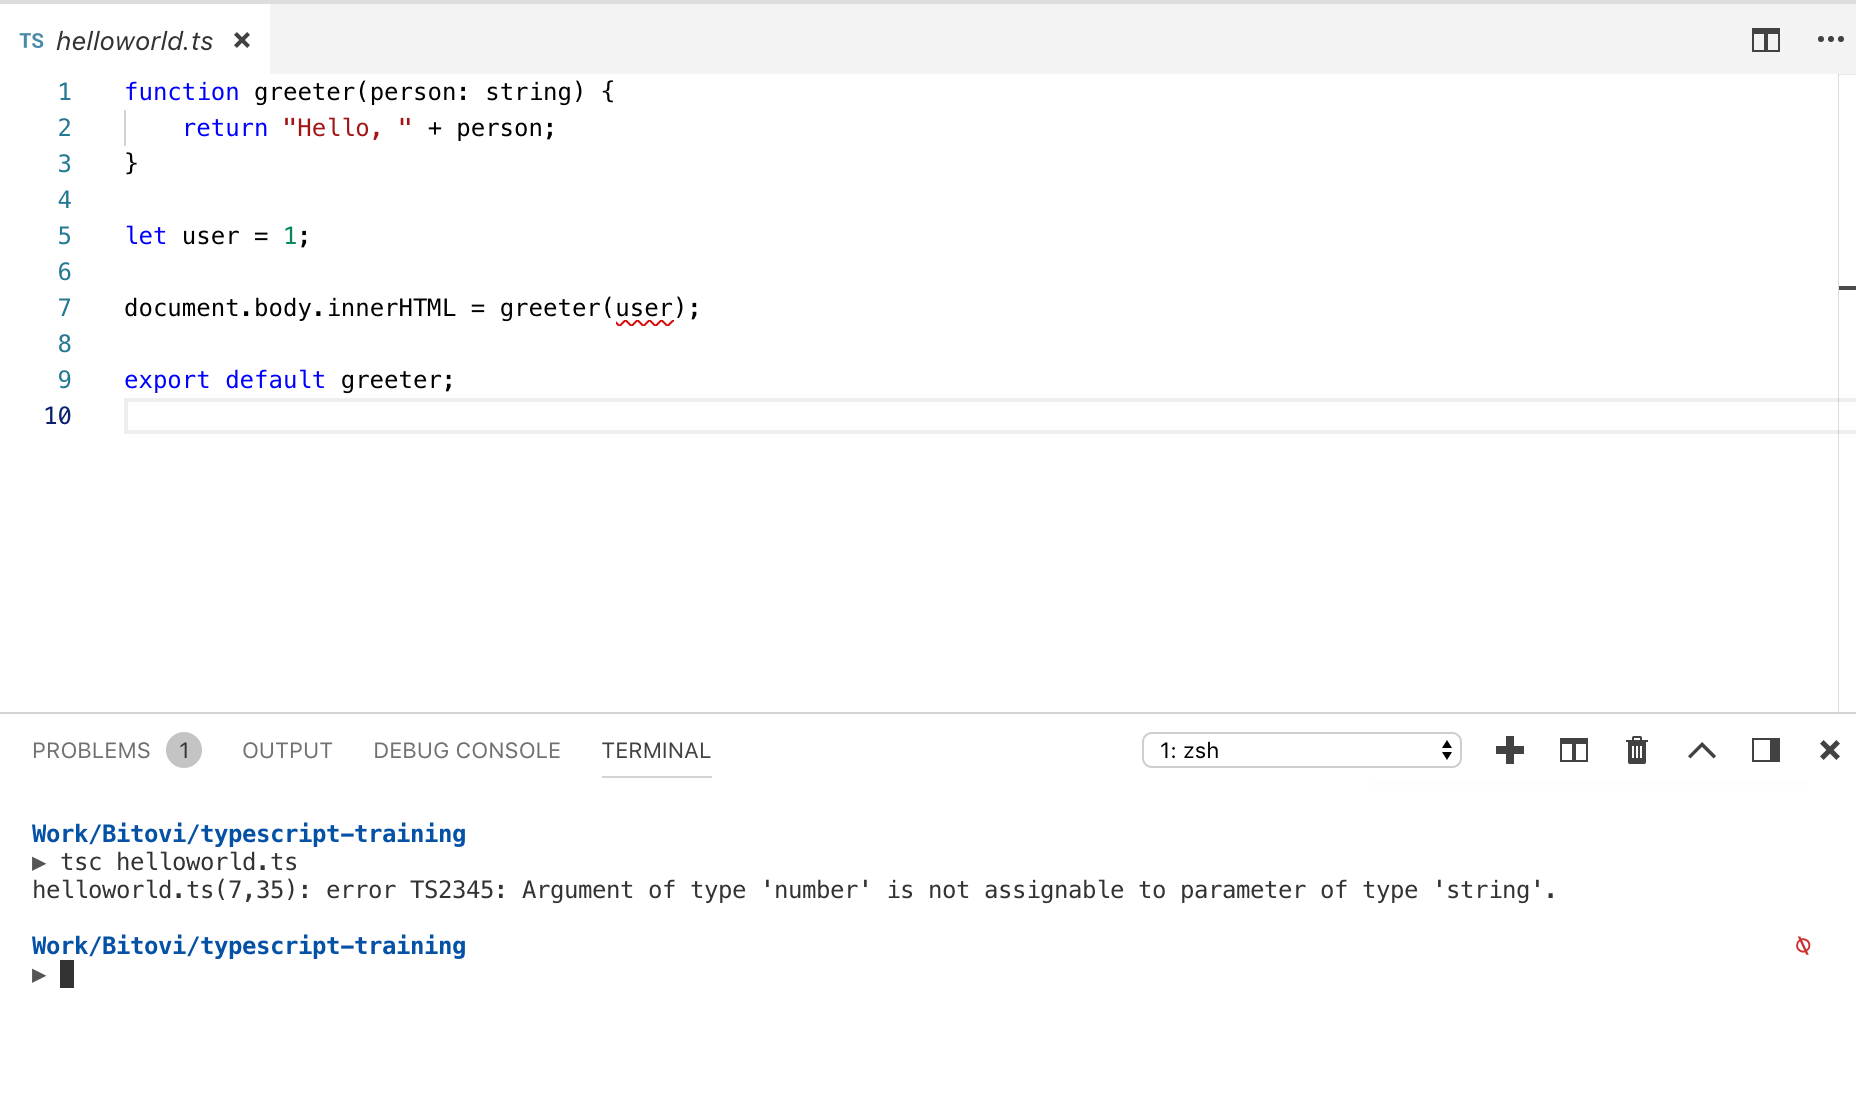 TS helloworld.ts
1 function greeter(person: string) {
2     return "Hello, " + person;
3 }
4
5 let user = 1;
6
7 document.body.innerHTML = greeter(user);
8
9 export default greeter;
10
PROBLEMS 1 OUTPUT DEBUG CONSOLE TERMINAL 1: zsh
Work/Bitovi/typescript-training
▶ tsc helloworld.ts
helloworld.ts(7,35): error TS2345: Argument of type 'number' is not assignable to parameter of type 'string'.
Work/Bitovi/typescript-training
▶